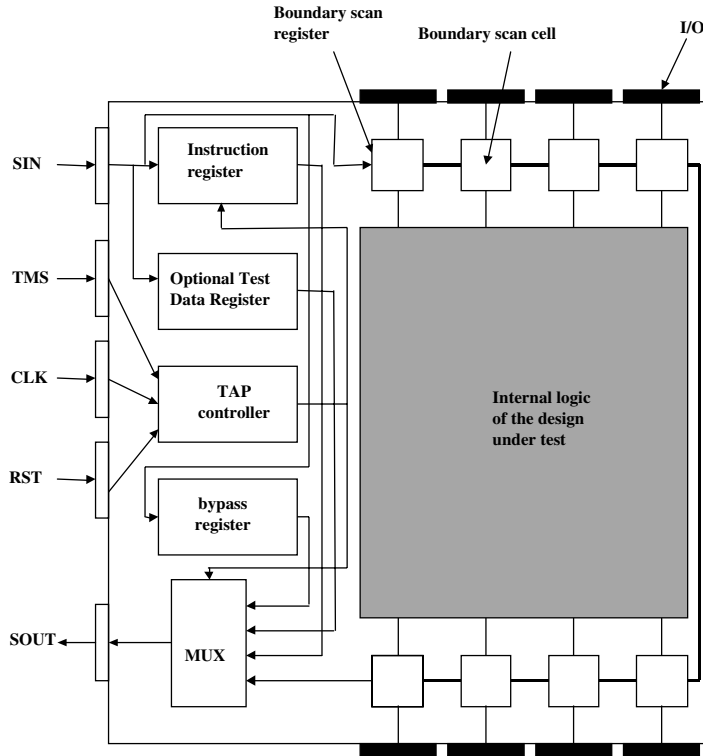 Boundary scan
register
Boundary scan cell
I/O
SIN
Instruction
register
TMS
Optional Test
Data Register
CLK
TAP
controller
Internal logic
of the design
under test
RST
bypass
register
SOUT
MUX